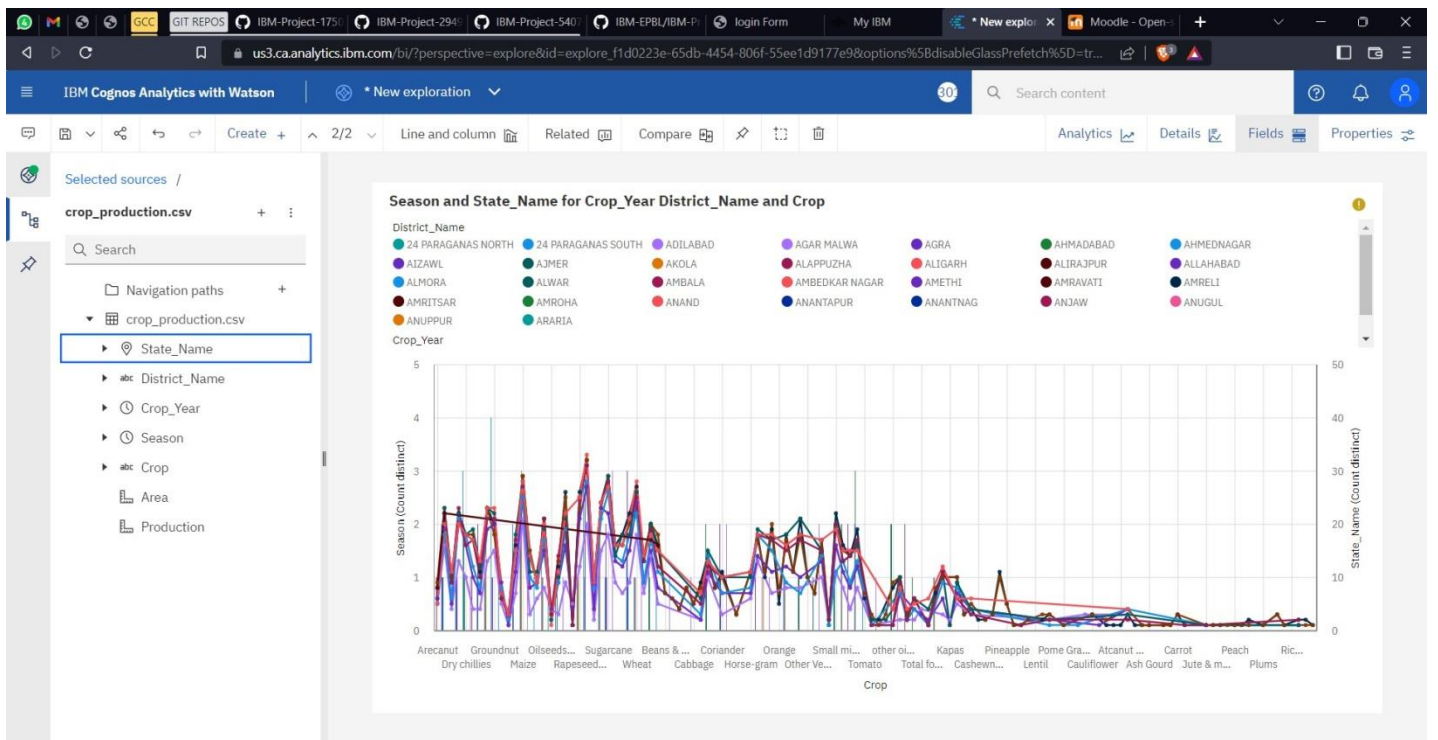 GCC GIT REPOS IBM-Project-1750 IBM-Project-2949 IBM-Project-5407 IBM-EPBL/IBM-Pr login Form My IBM * New explor Moodle - Open-s
us3.ca.analytics.ibm.com/bi/?perspective=explore&id=explore_f1d0223e-65db-4454-806f-55ee1d9177e9&options%5BdisableGlassPrefetch%5D=tr...
IBM Cognos Analytics with Watson * New exploration Search content
Create + 2/2 Line and column Related Compare Analytics Details Fields Properties
Selected sources /
crop_production.csv
Search
Navigation paths
crop_production.csv
State_Name
abc District_Name
Crop_Year
Season
abc Crop
Area
Production
Season and State_Name for Crop_Year District_Name and Crop
District_Name
24 PARAGANAS NORTH 24 PARAGANAS SOUTH ADILABAD AGAR MALWA AGRA AHMADABAD AHMEDNAGAR
AIZAWL AJMER AKOLA ALAPPUZHA ALIGARH ALIRAJPUR ALLAHABAD
ALMORA ALWAR AMBALA AMBEDKAR NAGAR AMETHI AMRAVATI AMRELI
AMRITSAR AMROHA ANAND ANANTAPUR ANANTNAG ANJAW ANUGUL
ANUPPUR ARARIA
Crop_Year
5 50
4 40
3 30
2 20
1 10
0 0
Season (Count distinct)
State_Name (Count distinct)
Arecanut Groundnut Oilseeds... Sugarcane Beans & ... Coriander Orange Small mi... other oi... Kapas Pineapple Pome Gra... Atcanut ... Carrot Peach Ric...
Dry chillies Maize Rapeseed... Wheat Cabbage Horse-gram Other Ve... Tomato Total fo... Cashewn... Lentil Cauliflower Ash Gourd Jute & m... Plums
Crop